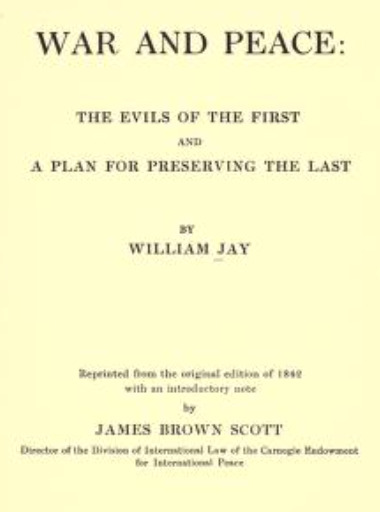 WAR AND PEACE:
THE EVILS OF THE FIRST
AND
A PLAN FOR PRESERVING THE LAST
BY
WILLIAM JAY
Reprinted from the original edition of 1842
with an introductory note
by
JAMES BROWN SCOTT
Director of the Division of International Law of the Carnegie Endowment
for International Peace